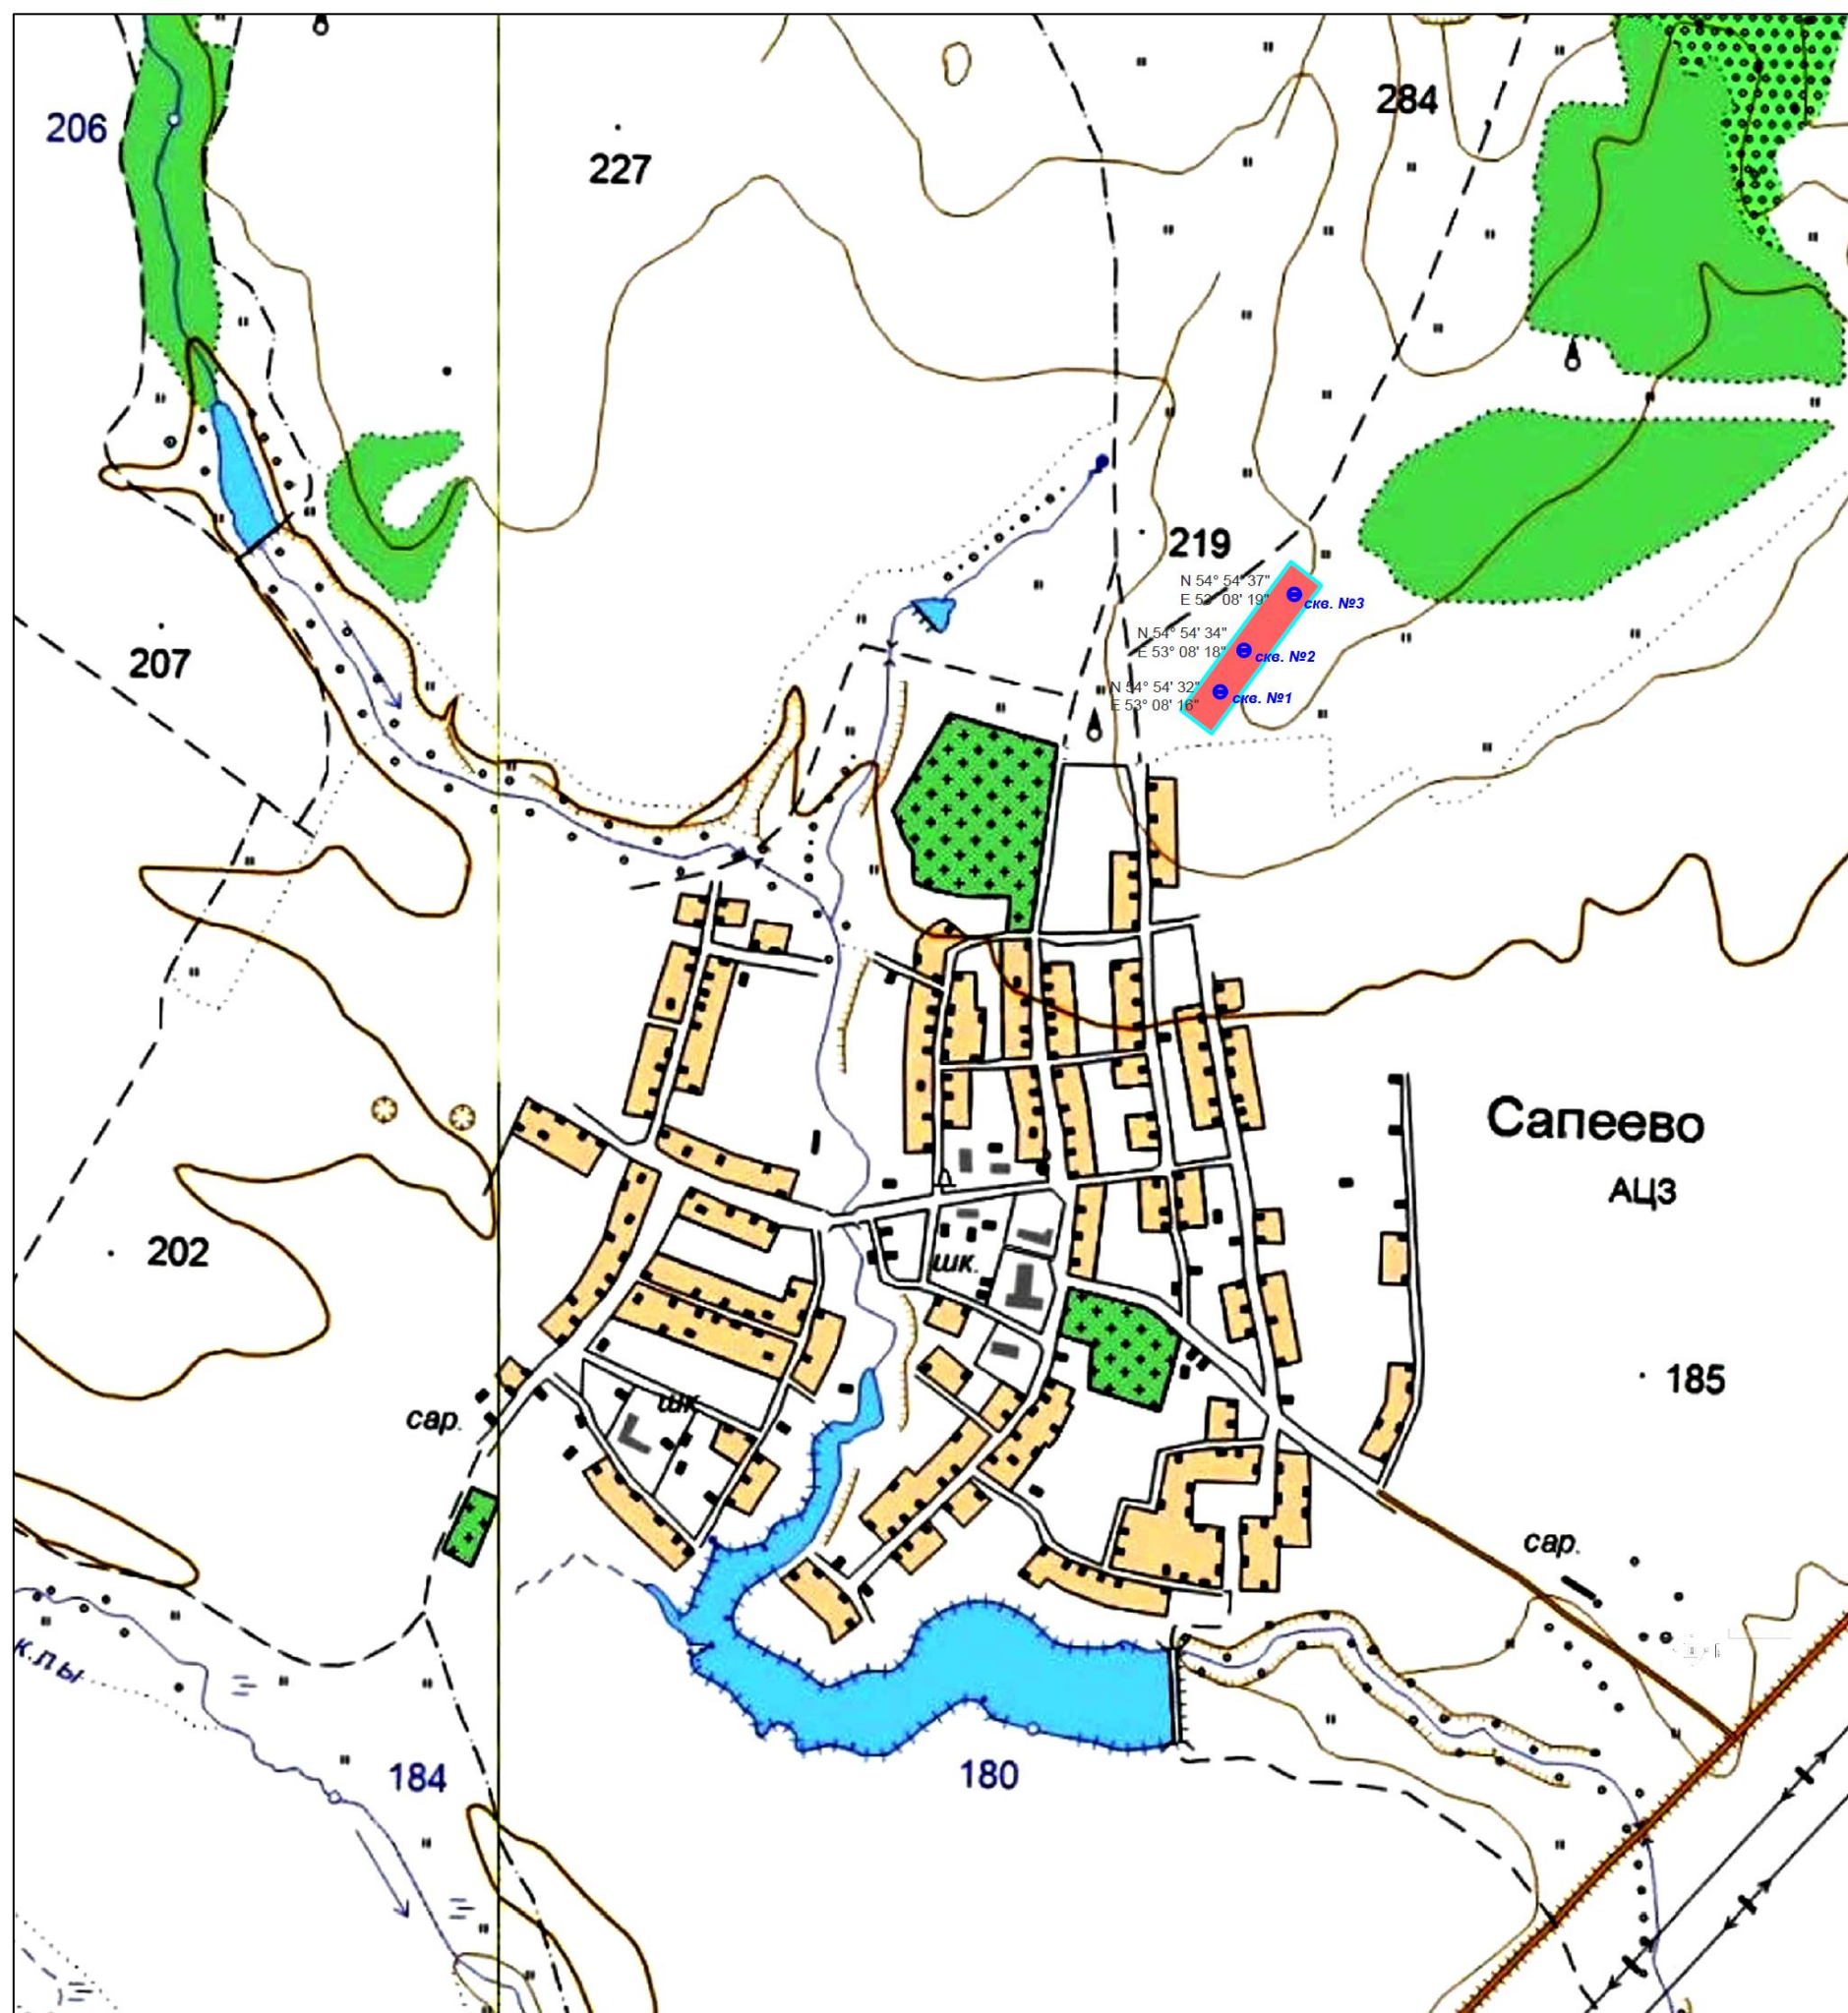 284
206
227
219
N 54° 54' 37"
E 53° 08' 19"
скв. №3
N 54° 54' 34"
E 53° 08' 18"
скв. №2
207
N 54° 54' 32"
E 53° 08' 16"
скв. №1
Сапеево
АЦЗ
202
шк.
185
шк.
сар.
сар.
184
180